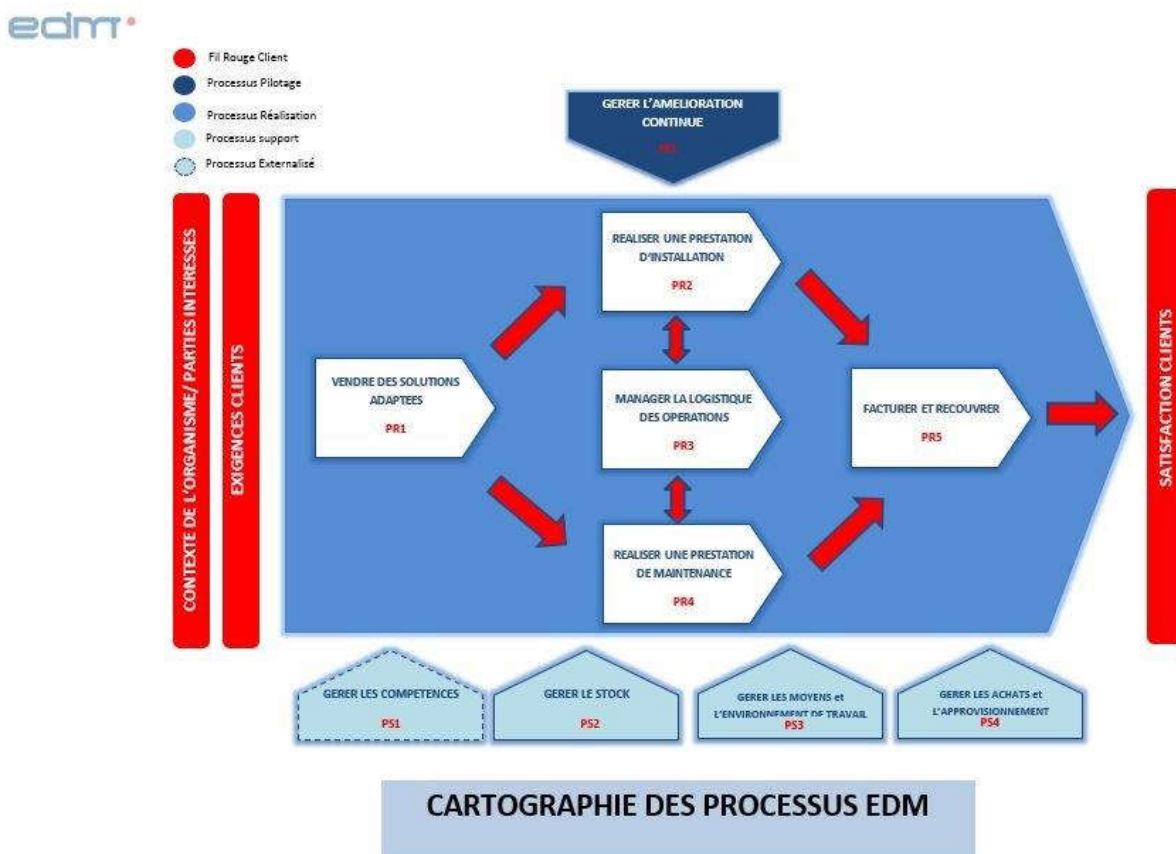 edm
Fil Rouge Client
Processus Pilotage
Processus Réalisation
Processus support
Processus Externalisé
GERER L'AMELIORATION
CONTINUE
CONTEXTE DE L'ORGANISME/ PARTIES INTERESSES
EXIGENCES CLIENTS
REALISER UNE PRESTATION
D'INSTALLATION
PR2
VENDRE DES SOLUTIONS
ADAPTEES
PR1
MANAGER LA LOGISTIQUE
DES OPERATIONS
PR3
FACTURER ET RECOUVRER
PR5
REALISER UNE PRESTATION
DE MAINTENANCE
PR4
SATISFACTION CLIENTS
GERER LES COMPETENCES
PS1
GERER LE STOCK
PS2
GERER LES MOYENS et
L'ENVIRONNEMENT DE TRAVAIL
PS3
GERER LES ACHATS et
L'APPROVISIONNEMENT
PS4
CARTOGRAPHIE DES PROCESSUS EDM